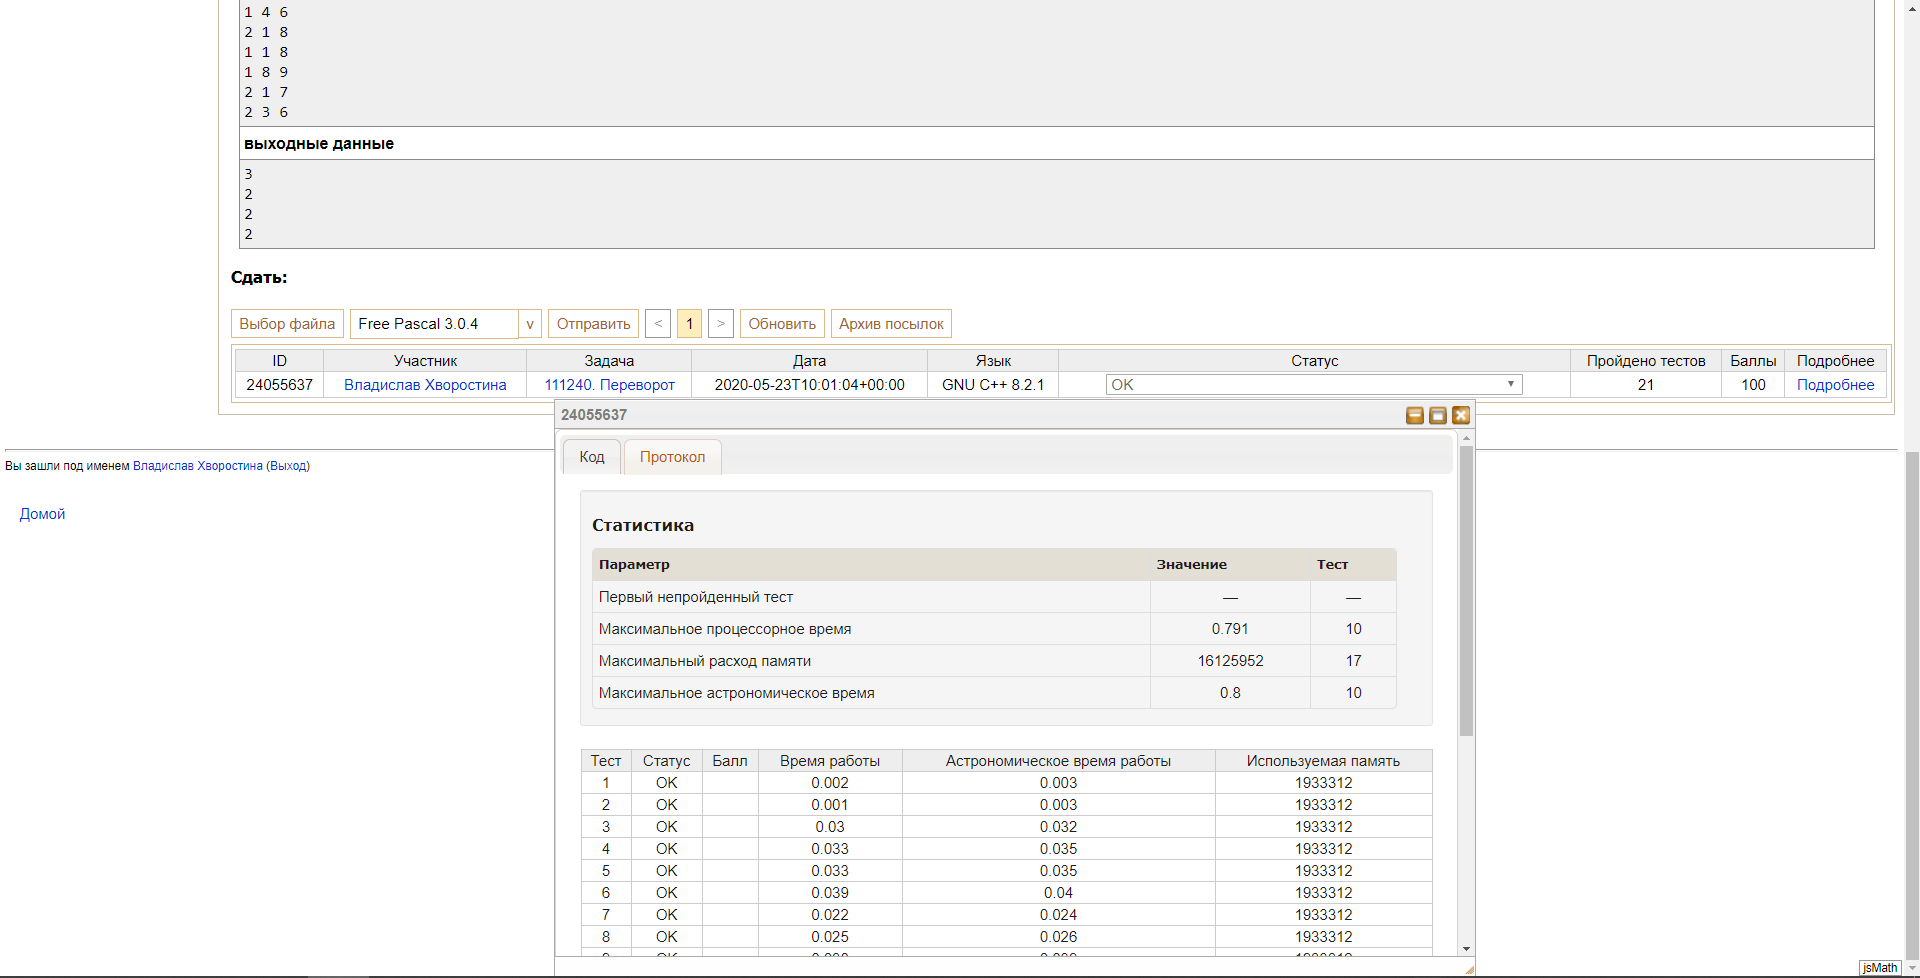 1 4 6
2 1 8
1 1 8
1 8 9
2 1 7
2 3 6
выходные данные
3
2
2
2
Сдать:
Выбор файла Free Pascal 3.0.4 v Отправить < 1 > Обновить Архив посылок
ID Участник Задача Дата Язык Статус Пройдено тестов Баллы Подробнее
24055637 Владислав Хворостина 111240. Переворот 2020-05-23T10:01:04+00:00 GNU C++ 8.2.1 OK 21 100 Подробнее
24055637
Вы зашли под именем Владислав Хворостина (Выход)
Домой
Код Протокол
Статистика
Параметр Значение Тест
Первый непройденный тест — —
Максимальное процессорное время 0.791 10
Максимальный расход памяти 16125952 17
Максимальное астрономическое время 0.8 10
Тест Статус Балл Время работы Астрономическое время работы Используемая память
1 OK 0.002 0.003 1933312
2 OK 0.001 0.003 1933312
3 OK 0.03 0.032 1933312
4 OK 0.033 0.035 1933312
5 OK 0.033 0.035 1933312
6 OK 0.039 0.04 1933312
7 OK 0.022 0.024 1933312
8 OK 0.025 0.026 1933312
jsMath